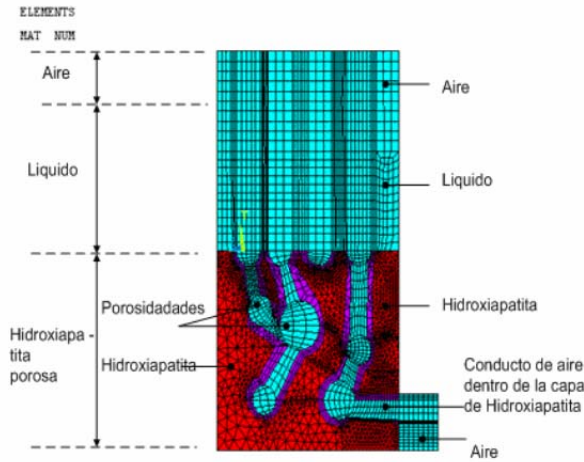 ELEMENTS
MAT NUM
Aire
Liquido
Hidroxiapa -
tita
porosa
Porosidadades
Hidroxiapatita
Aire
Liquido
Hidroxiapatita
Conducto de aire
dentro de la capa
de Hidroxiapatita
Aire